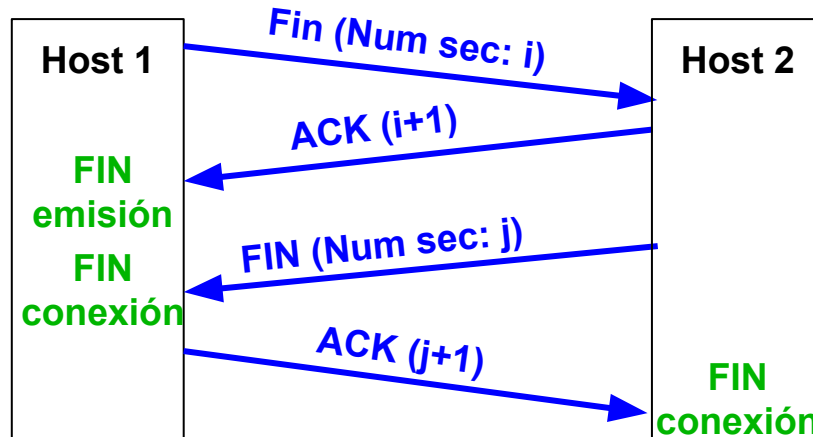 Host 1
Fin (Num sec: i)
Host 2
ACK (i+1)
FIN
emisión
FIN (Num sec: j)
FIN
conexión
ACK (j+1)
FIN
conexión